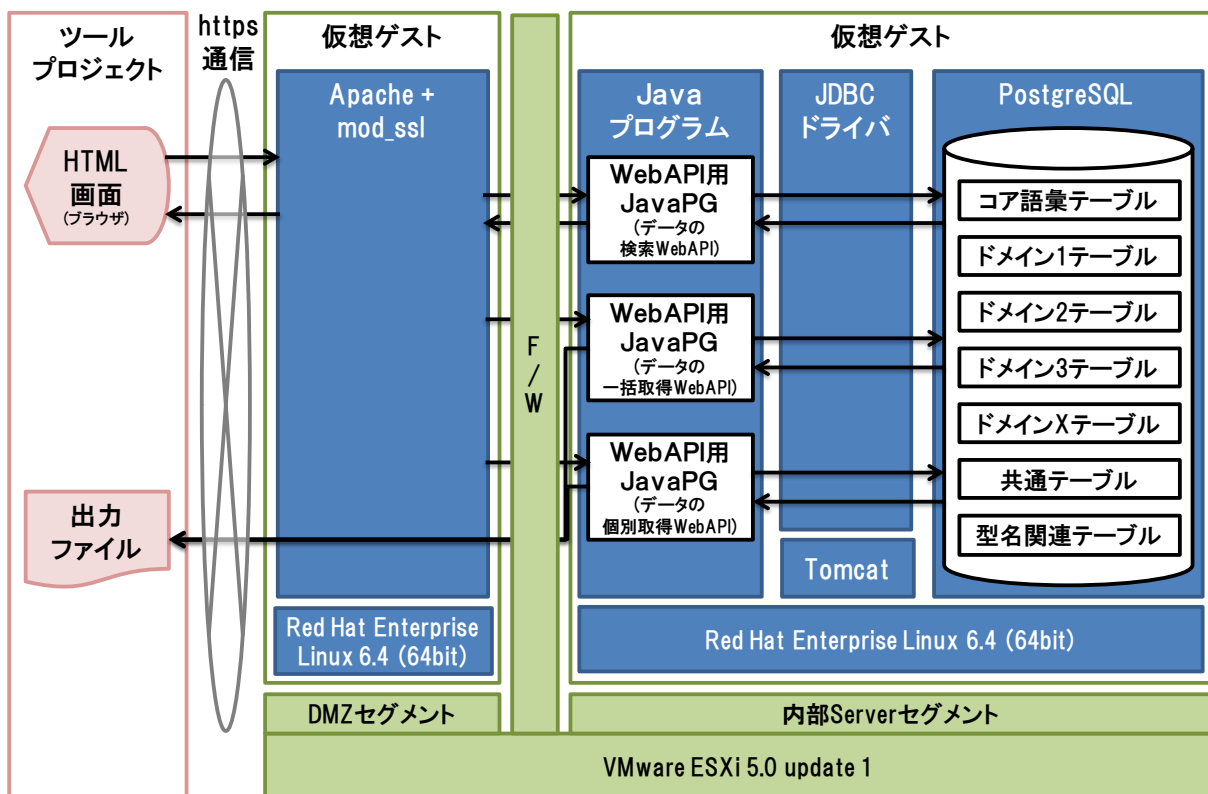 ツール
プロジェクト
HTML
画面
(ブラウザ)
出力
ファイル
https
通信
仮想ゲスト
Apache +
mod_ssl
Red Hat Enterprise
Linux 6.4 (64bit)
DMZセグメント
F
/
W
仮想ゲスト
Java
プログラム
WebAPI用
JavaPG
(データの
検索WebAPI)
WebAPI用
JavaPG
(データの
一括取得WebAPI)
WebAPI用
JavaPG
(データの
個別取得WebAPI)
JDBC
ドライバ
Tomcat
PostgreSQL
コア語彙テーブル
ドメイン1テーブル
ドメイン2テーブル
ドメイン3テーブル
ドメインXテーブル
共通テーブル
型名関連テーブル
Red Hat Enterprise Linux 6.4 (64bit)
内部Serverセグメント
VMware ESXi 5.0 update 1